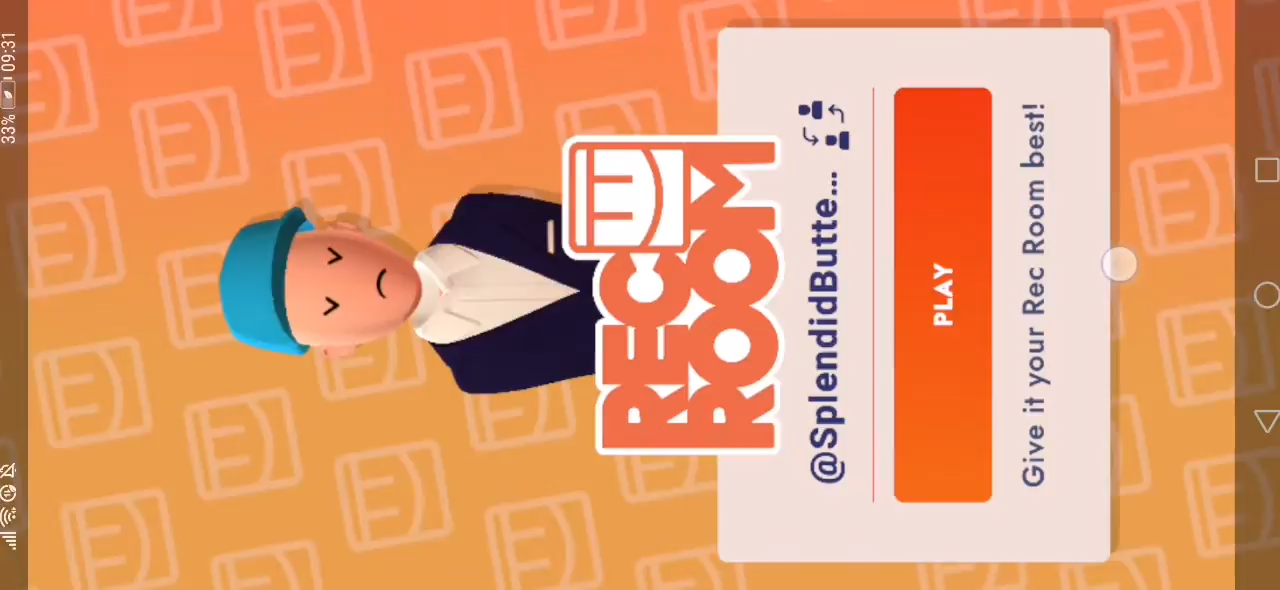 33% 09:31
REC
ROOM
@SplendidButte...
PLAY
Give it your Rec Room best!